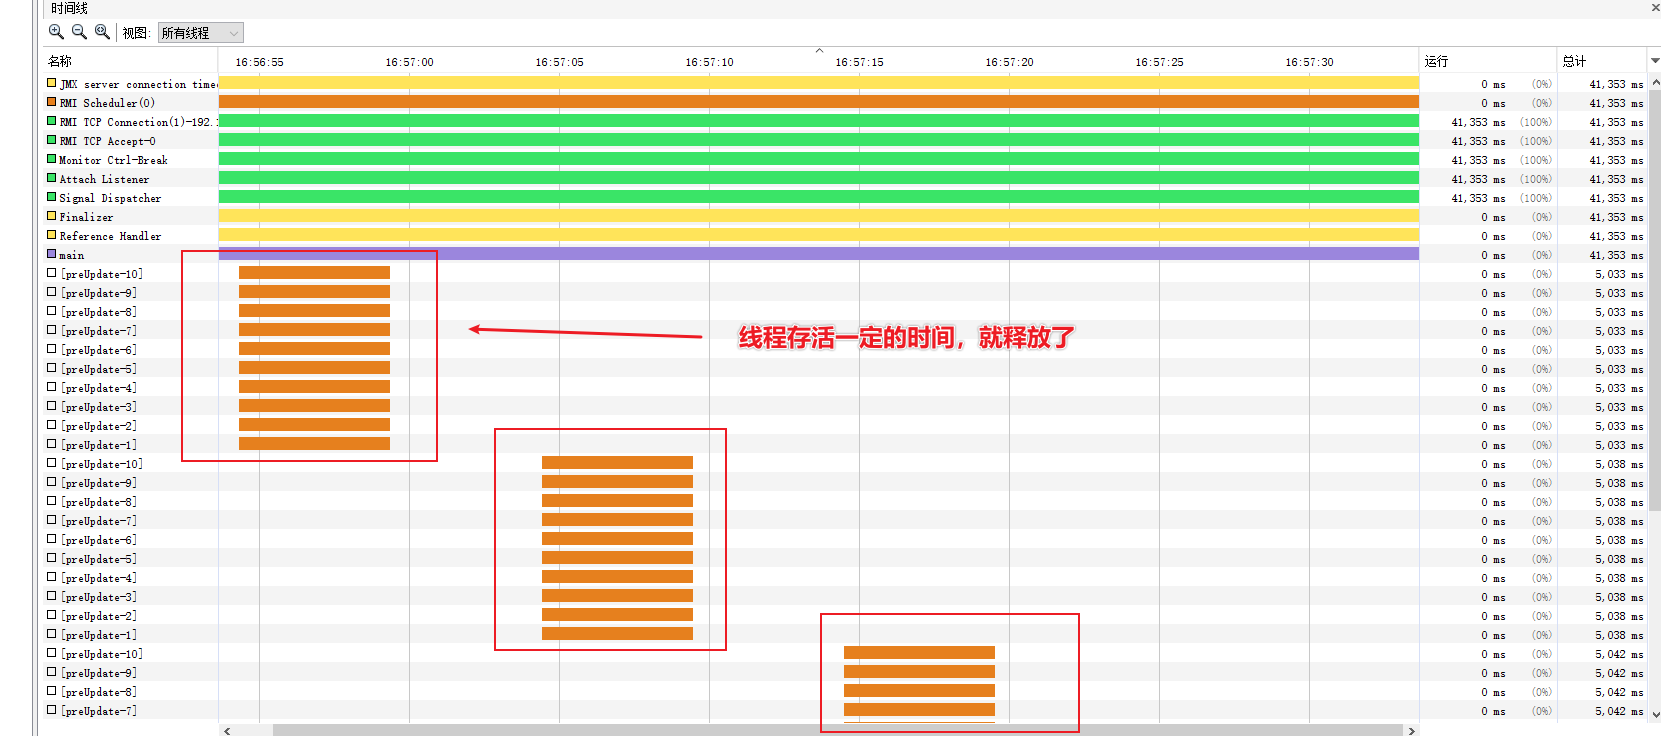 时间线
视图: 所有线程
名称 16:56:55 16:57:00 16:57:05 16:57:10 16:57:15 16:57:20 16:57:25 16:57:30 运行 总计
JMX server connection time 0 ms (0%) 41,353 ms
RMI Scheduler(0) 0 ms (0%) 41,353 ms
RMI TCP Connection(1)-192. 41,353 ms (100%) 41,353 ms
RMI TCP Accept-0 41,353 ms (100%) 41,353 ms
Monitor Ctrl-Break 41,353 ms (100%) 41,353 ms
Attach Listener 41,353 ms (100%) 41,353 ms
Signal Dispatcher 41,353 ms (100%) 41,353 ms
Finalizer 0 ms (0%) 41,353 ms
Reference Handler 0 ms (0%) 41,353 ms
main 0 ms (0%) 41,353 ms
[preUpdate-10] 0 ms (0%) 5,033 ms
[preUpdate-9] 0 ms (0%) 5,033 ms
[preUpdate-8] 0 ms (0%) 5,033 ms
[preUpdate-7] 0 ms (0%) 5,033 ms
线程存活一定的时间，就释放了
[preUpdate-6] 0 ms (0%) 5,033 ms
[preUpdate-5] 0 ms (0%) 5,033 ms
[preUpdate-4] 0 ms (0%) 5,033 ms
[preUpdate-3] 0 ms (0%) 5,033 ms
[preUpdate-2] 0 ms (0%) 5,033 ms
[preUpdate-1] 0 ms (0%) 5,033 ms
[preUpdate-10] 0 ms (0%) 5,038 ms
[preUpdate-9] 0 ms (0%) 5,038 ms
[preUpdate-8] 0 ms (0%) 5,038 ms
[preUpdate-7] 0 ms (0%) 5,038 ms
[preUpdate-6] 0 ms (0%) 5,038 ms
[preUpdate-5] 0 ms (0%) 5,038 ms
[preUpdate-4] 0 ms (0%) 5,038 ms
[preUpdate-3] 0 ms (0%) 5,038 ms
[preUpdate-2] 0 ms (0%) 5,038 ms
[preUpdate-1] 0 ms (0%) 5,038 ms
[preUpdate-10] 0 ms (0%) 5,042 ms
[preUpdate-9] 0 ms (0%) 5,042 ms
[preUpdate-8] 0 ms (0%) 5,042 ms
[preUpdate-7] 0 ms (0%) 5,042 ms